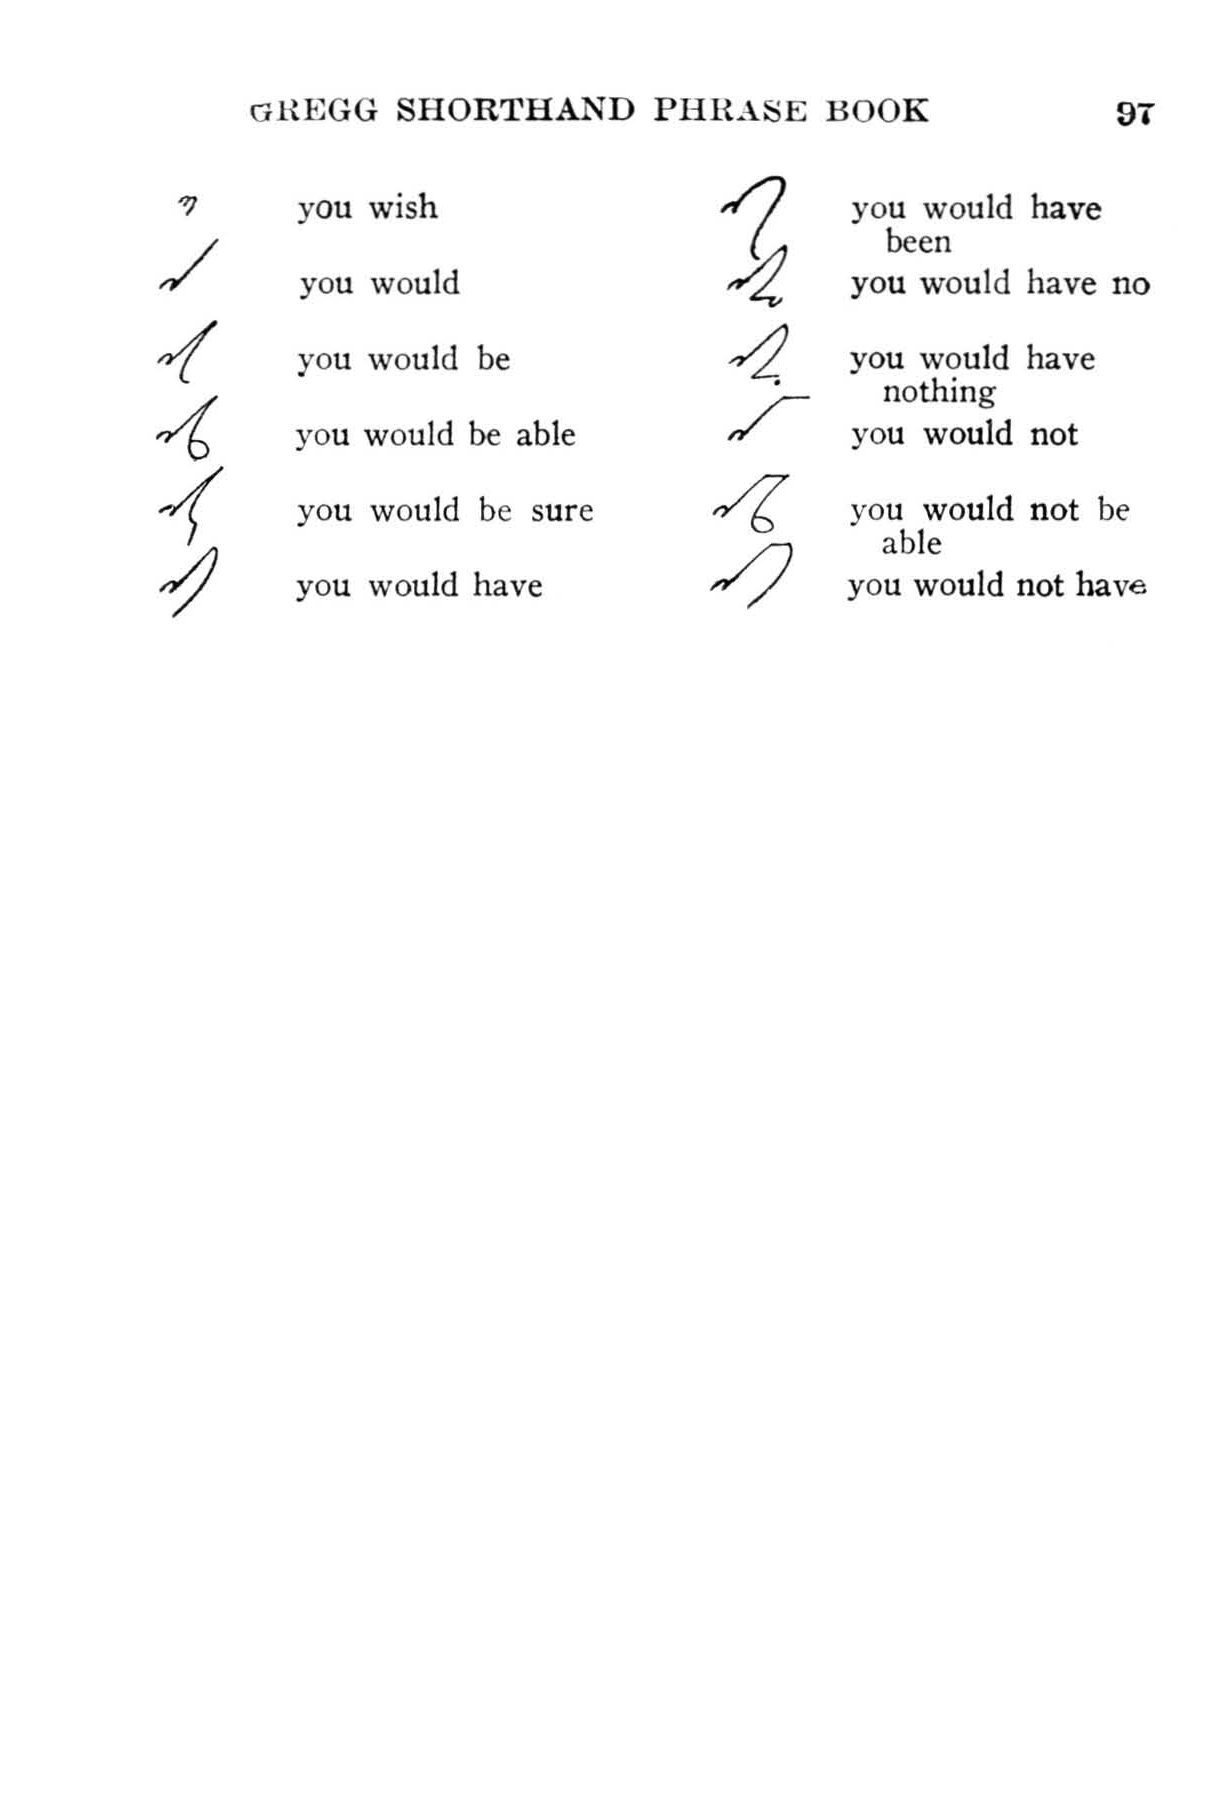 GREGG SHORTHAND PHRASE BOOK 97
you wish
you would
you would be
you would be able
you would be sure
you would have
you would have
been
you would have no
you would have
nothing
you would not
you would not be
able
you would not have